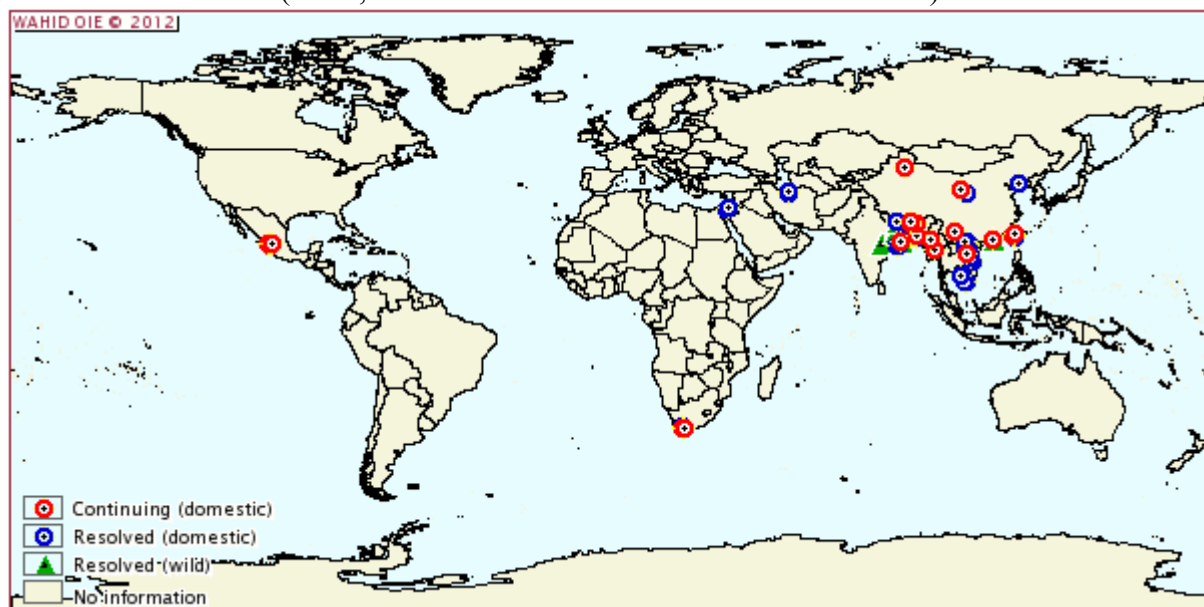 WAHID OIE © 2012
Continuing (domestic)
Resolved (domestic)
Resolved (wild)
No information